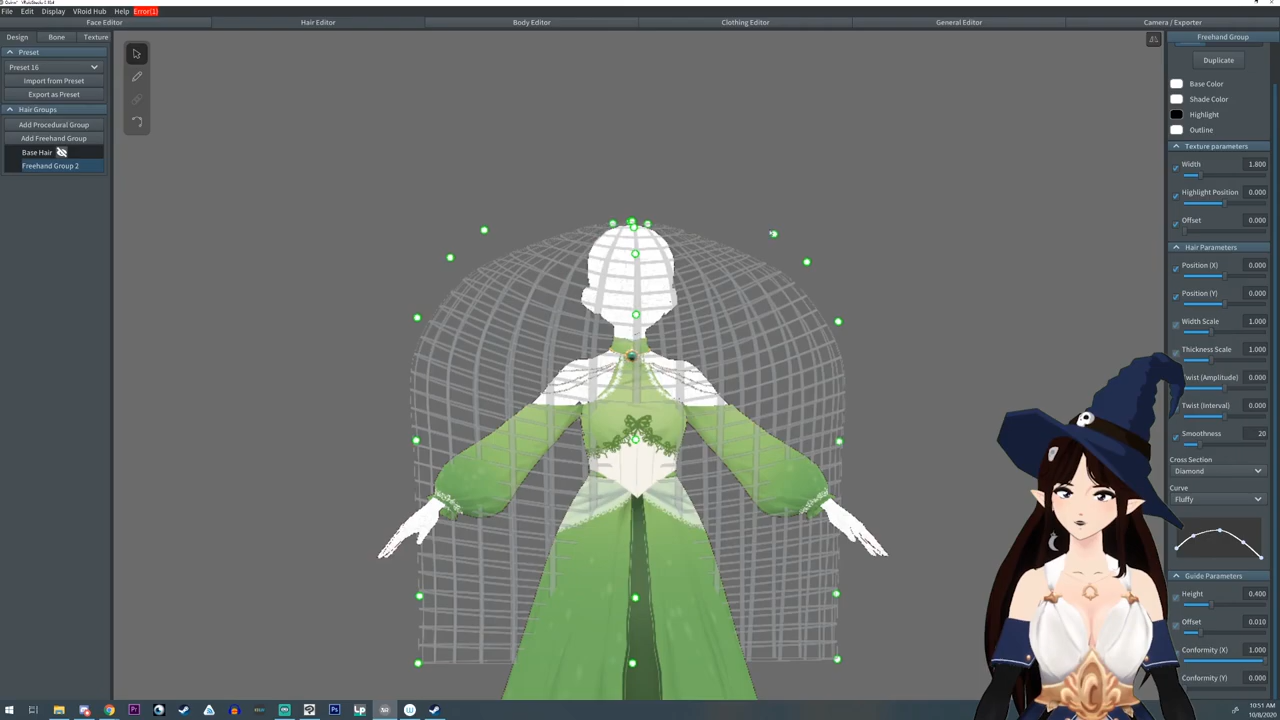 File Edit Display VRoid Hub Help Error(1)
Face Editor Hair Editor Body Editor Clothing Editor General Editor Camera / Exporter
Design Bone Texture
Preset
Preset 16
Import from Preset
Export as Preset
Hair Groups
Add Procedural Group
Add Freehand Group
Base Hair
Freehand Group 2
Freehand Group
Duplicate
Base Color
Shade Color
Highlight
Outline
Texture parameters
Width 1.800
Highlight Position 0.000
Offset 0.000
Hair Parameters
Position (X) 0.000
Position (Y) 0.000
Width Scale 1.000
Thickness Scale 1.000
Twist (Amplitude) 0.000
Twist (Interval) 0.000
Smoothness 20
Cross Section
Diamond
Curve
Fluffy
Guide Parameters
Height 0.400
Offset 0.010
Conformity (X) 1.000
Conformity (Y) 0.000
10:51 AM
10/8/2020